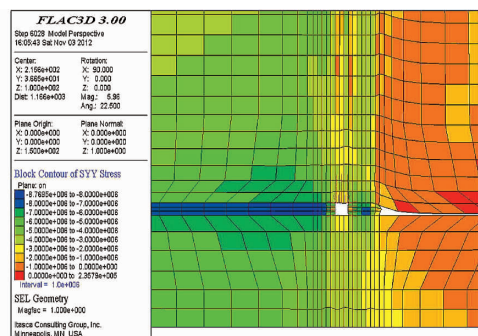 FLAC3D 3.00
Step 6028 Model Perspective
16:05:43 Sat Nov 03 2012
Center: Rotation:
X: 2.166e+002 X: 90.000
Y: 3.665e+001 Y: 0.000
Z: 1.000e+002 Z: 0.000
Dist: 1.166e+003 Mag.: 5.96
Ang.: 22.500
Plane Origin: Plane Normal:
X: 0.000e+000 X: 0.000e+000
Y: 0.000e+000 Y: 0.000e+000
Z: 1.500e+002 Z: 1.000e+000
Block Contour of SYY Stress
Plane: on
-8.7685e+006 to -8.0000e+006
-8.0000e+006 to -7.0000e+006
-7.0000e+006 to -6.0000e+006
-6.0000e+006 to -5.0000e+006
-5.0000e+006 to -4.0000e+006
-4.0000e+006 to -3.0000e+006
-3.0000e+006 to -2.0000e+006
-2.0000e+006 to -1.0000e+006
-1.0000e+006 to 0.0000e+000
0.0000e+000 to 2.3579e+005
Interval = 1.0e+006
SEL Geometry
Magfac = 1.000e+000
Itasca Consulting Group, Inc.
Minneapolis, MN USA